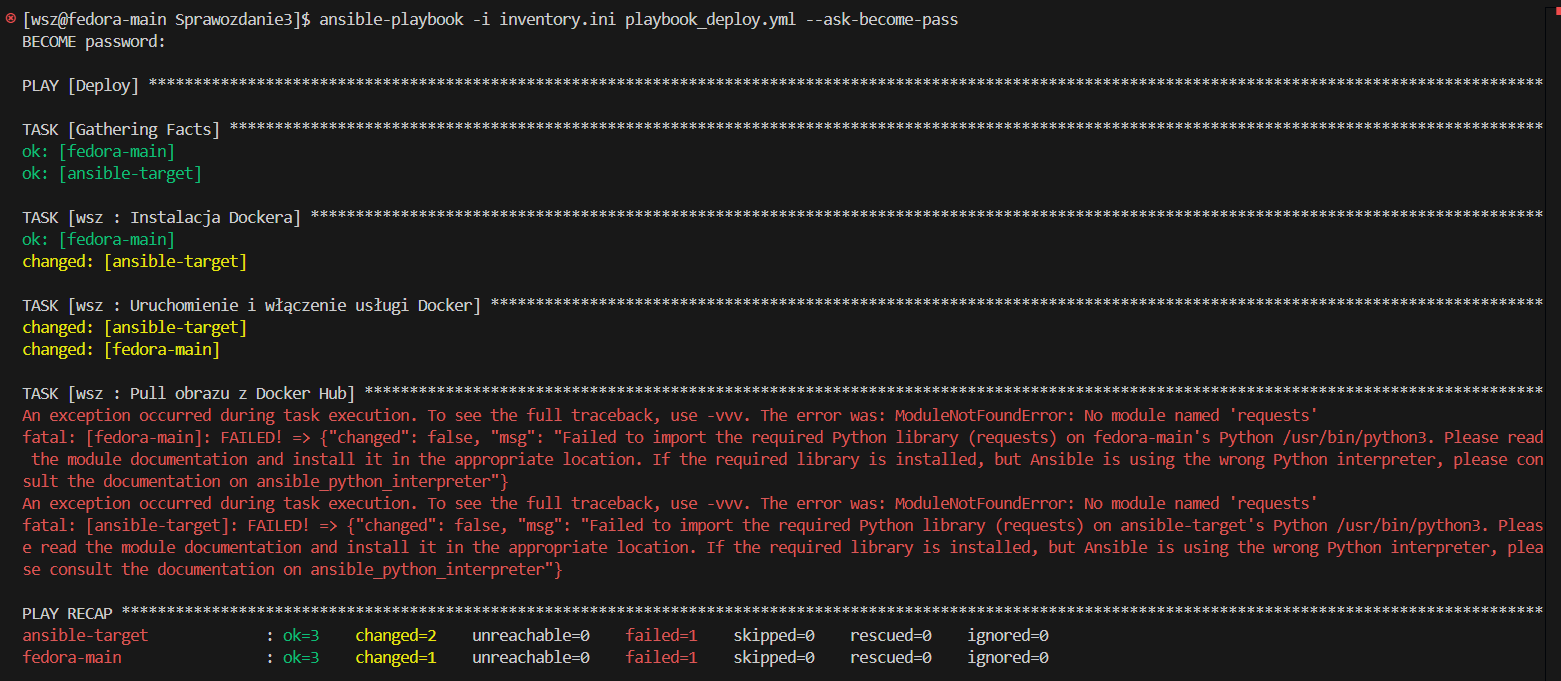 [wsz@fedora-main Sprawozdanie3]$ ansible-playbook -i inventory.ini playbook_deploy.yml --ask-become-pass
BECOME password:
PLAY [Deploy] ***********************************************************************************************************************************************************
TASK [Gathering Facts] **************************************************************************************************************************************************
ok: [fedora-main]
ok: [ansible-target]
TASK [wsz : Instalacja Dockera] *****************************************************************************************************************************************
ok: [fedora-main]
changed: [ansible-target]
TASK [wsz : Uruchomienie i włączenie usługi Docker] *********************************************************************************************************************
changed: [ansible-target]
changed: [fedora-main]
TASK [wsz : Pull obrazu z Docker Hub] ***********************************************************************************************************************************
An exception occurred during task execution. To see the full traceback, use -vvv. The error was: ModuleNotFoundError: No module named 'requests'
fatal: [fedora-main]: FAILED! => {"changed": false, "msg": "Failed to import the required Python library (requests) on fedora-main's Python /usr/bin/python3. Please read
 the module documentation and install it in the appropriate location. If the required library is installed, but Ansible is using the wrong Python interpreter, please con
sult the documentation on ansible_python_interpreter"}
An exception occurred during task execution. To see the full traceback, use -vvv. The error was: ModuleNotFoundError: No module named 'requests'
fatal: [ansible-target]: FAILED! => {"changed": false, "msg": "Failed to import the required Python library (requests) on ansible-target's Python /usr/bin/python3. Pleas
e read the module documentation and install it in the appropriate location. If the required library is installed, but Ansible is using the wrong Python interpreter, plea
se consult the documentation on ansible_python_interpreter"}
PLAY RECAP **************************************************************************************************************************************************************
ansible-target             : ok=3    changed=2    unreachable=0    failed=1    skipped=0    rescued=0    ignored=0
fedora-main                : ok=3    changed=1    unreachable=0    failed=1    skipped=0    rescued=0    ignored=0